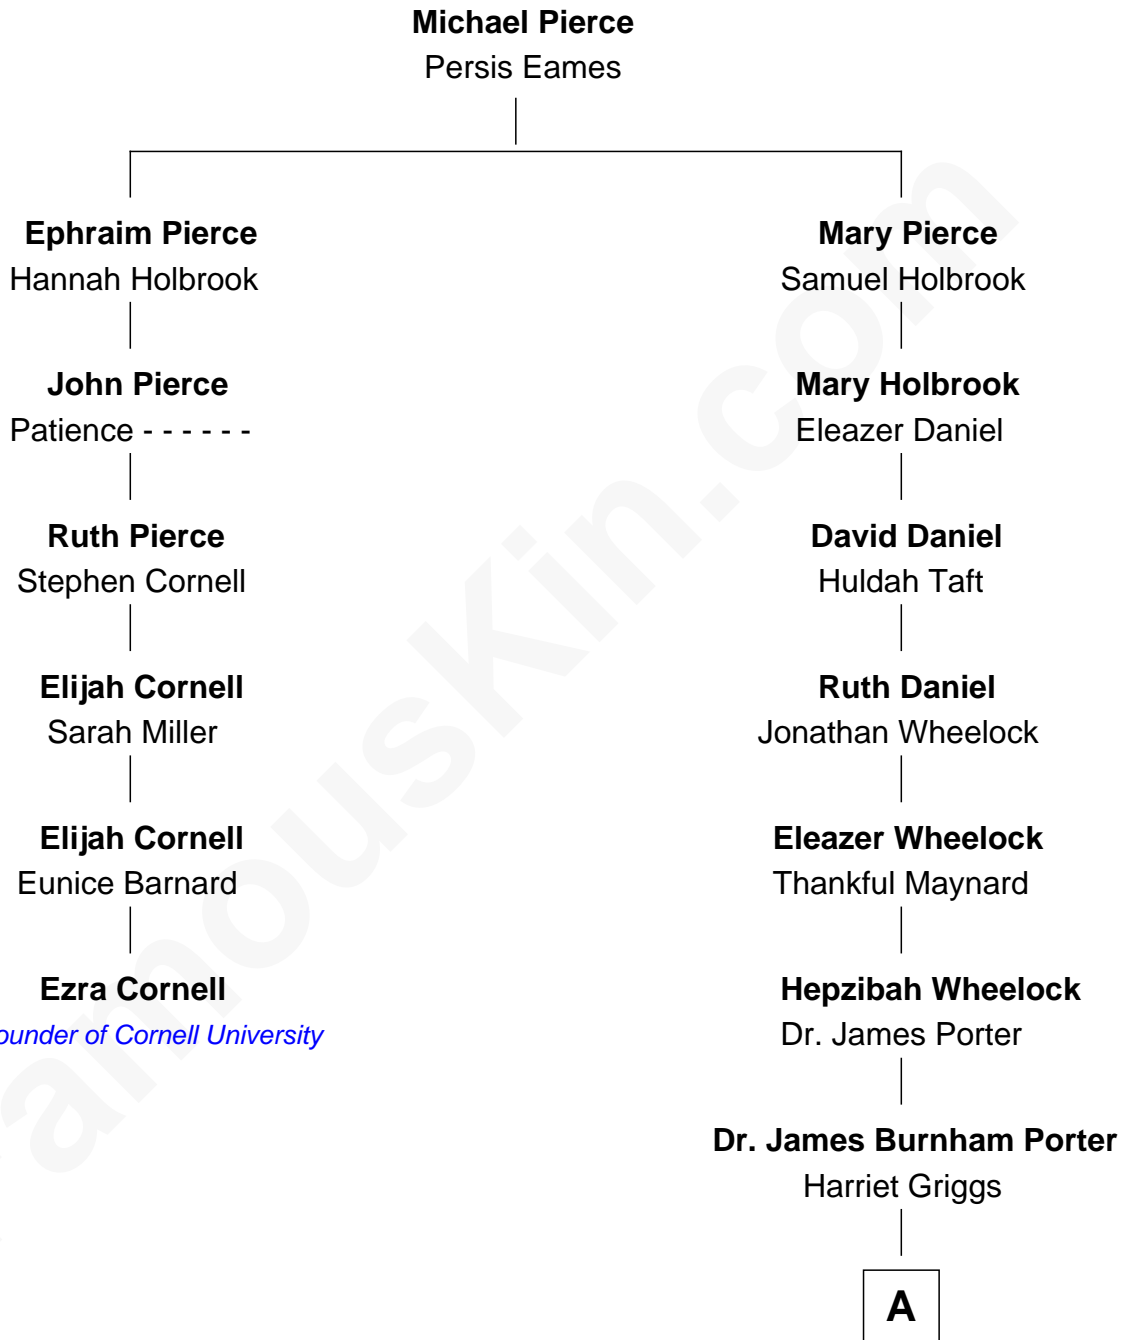 Michael Pierce
Persis Eames
Ephraim Pierce
Hannah Holbrook
John Pierce
Patience - - - - - -
Ruth Pierce
Stephen Cornell
Elijah Cornell
Sarah Miller
Elijah Cornell
Eunice Barnard
Ezra Cornell
ounder of Cornell University
Mary Pierce
Samuel Holbrook
Mary Holbrook
Eleazer Daniel
David Daniel
Huldah Taft
Ruth Daniel
Jonathan Wheelock
Eleazer Wheelock
Thankful Maynard
Hepzibah Wheelock
Dr. James Porter
Dr. James Burnham Porter
Harriet Griggs
A
amousKin.com